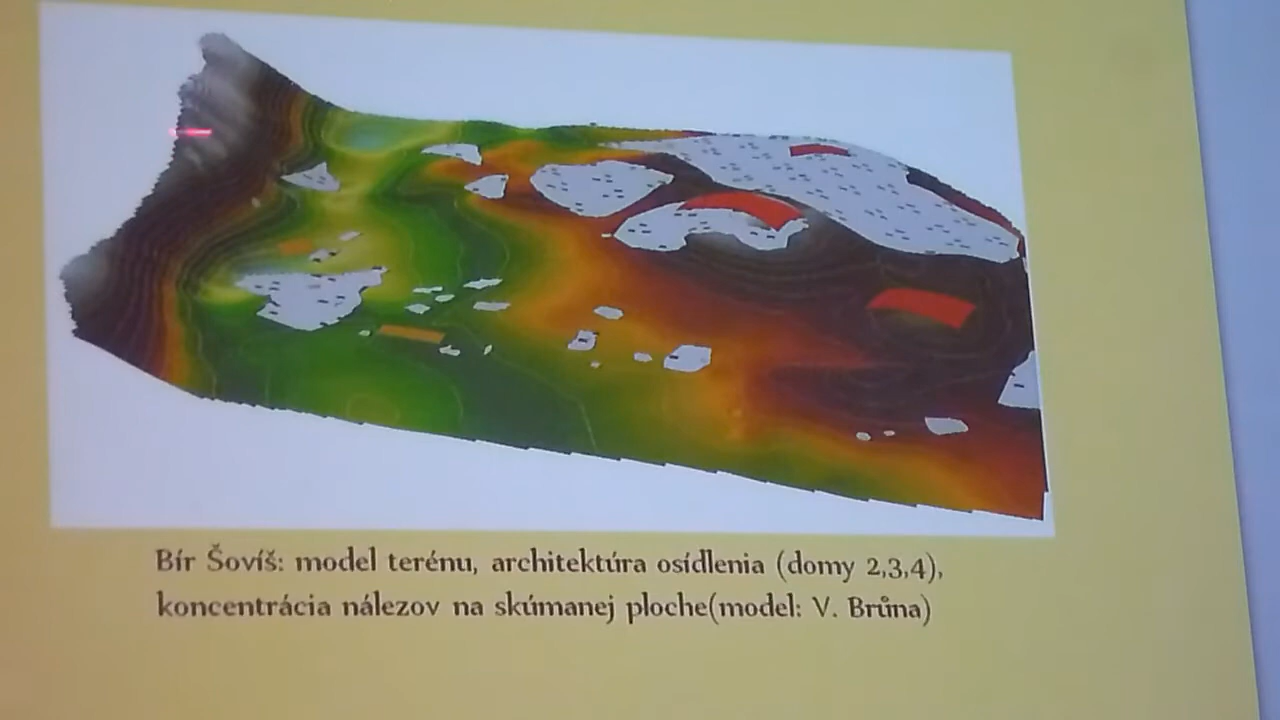 Bír Šovíš: model terénu, architektúra osídlenia (domy 2,3,4),
koncentrácia nálezov na skúmanej ploche(model: V. Brůna)